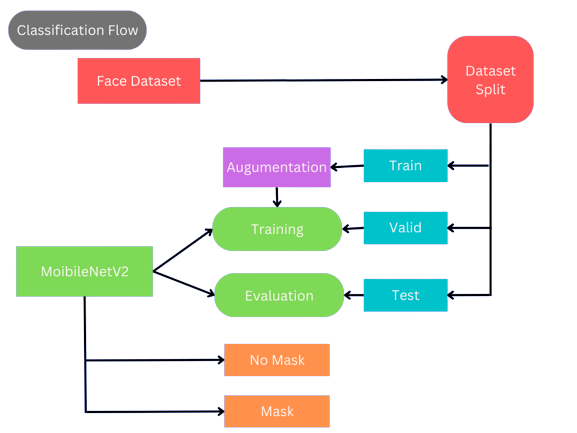 Classification Flow
Face Dataset
Dataset
Split
Augumentation
Train
Training
Valid
MoibileNetV2
Evaluation
Test
No Mask
Mask